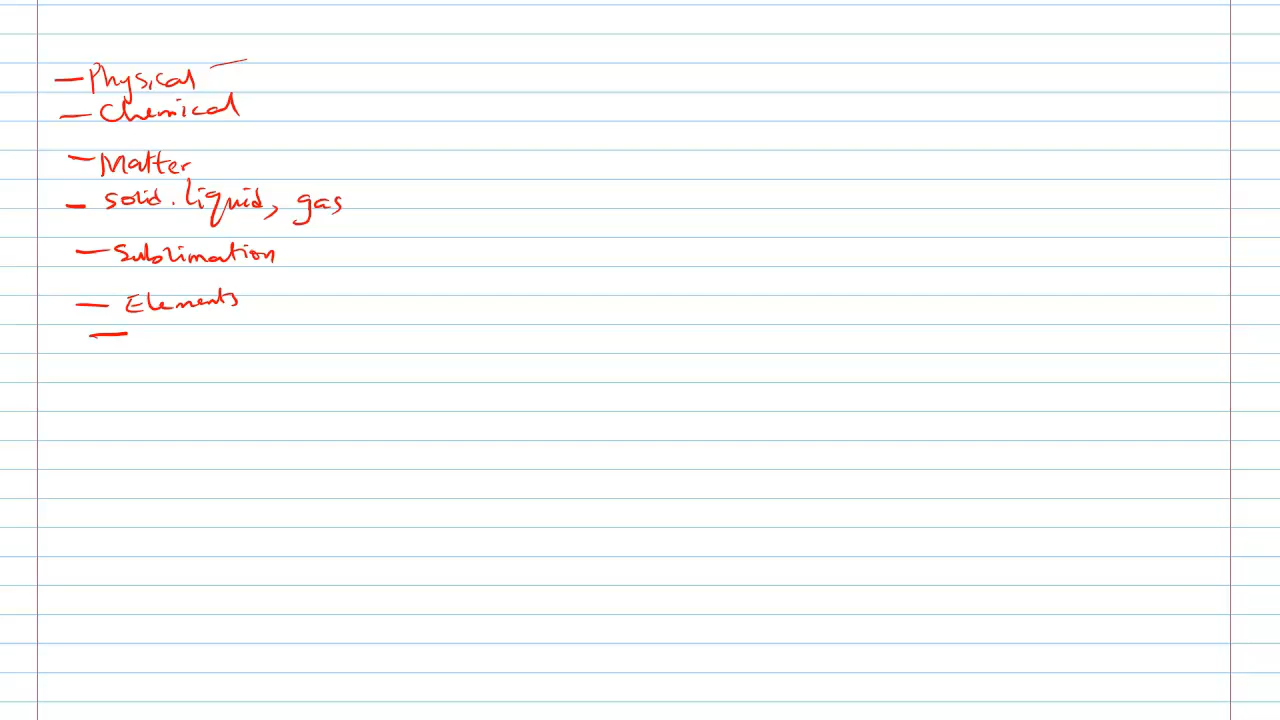 - Physical -
- Chemical
- Matter
- solid. liquid, gas
- Sublimation
- Elements
-